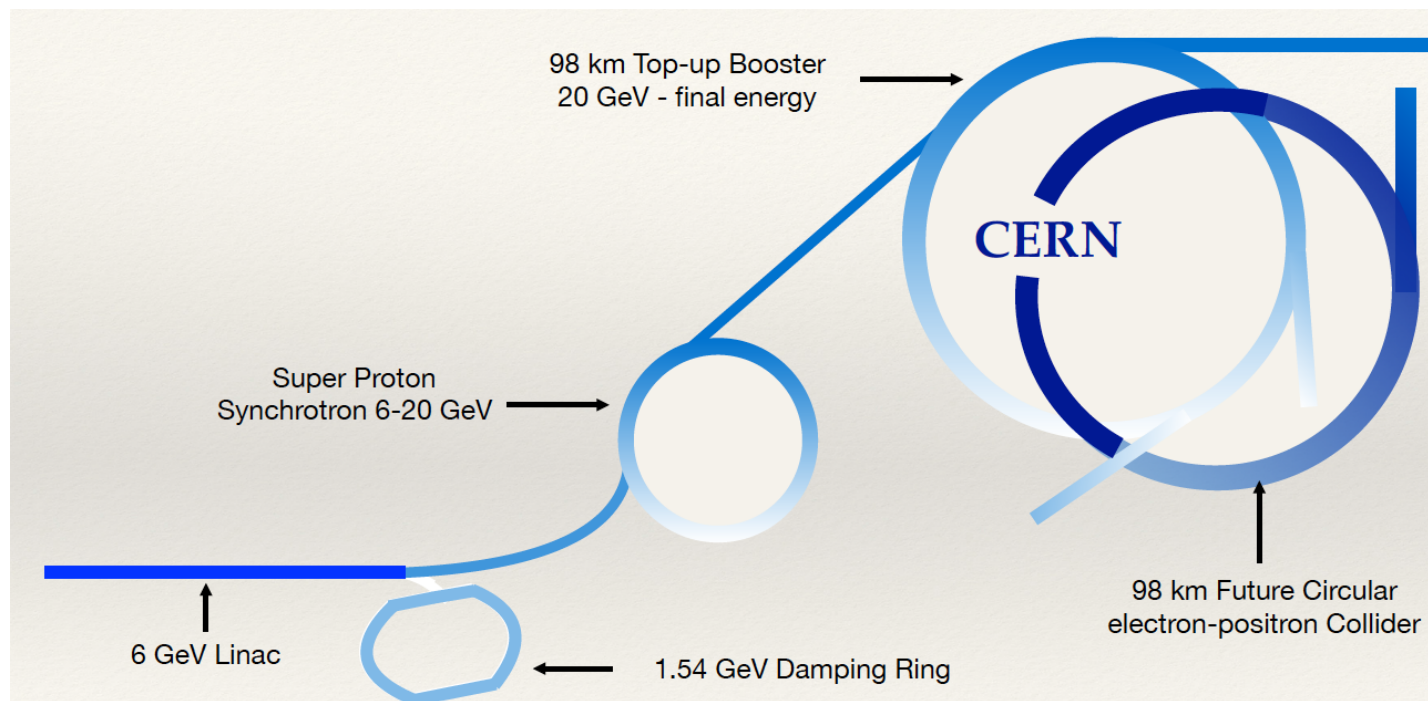 98 km Top-up Booster
20 GeV - final energy
CERN
Super Proton
Synchrotron 6-20 GeV
98 km Future Circular
electron-positron Collider
6 GeV Linac
1.54 GeV Damping Ring